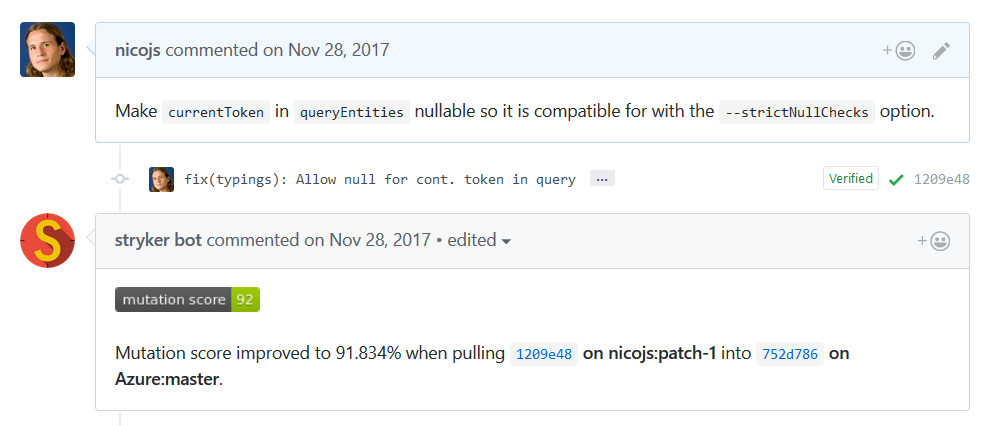 nicojs commented on Nov 28, 2017
Make currentToken in queryEntities nullable so it is compatible for with the --strictNullChecks option.
fix(typings): Allow null for cont. token in query … Verified 1209e48
S
stryker bot commented on Nov 28, 2017 • edited
mutation score 92
Mutation score improved to 91.834% when pulling 1209e48 on nicojs:patch-1 into 752d786 on
Azure:master.